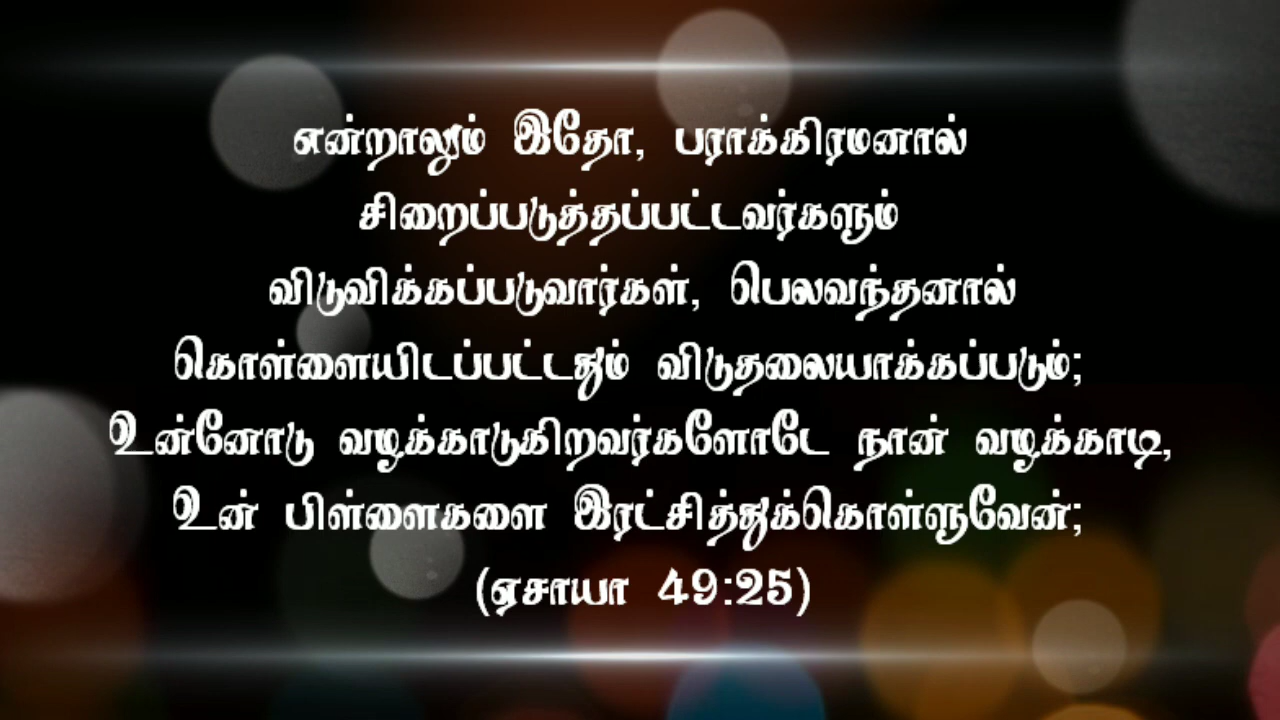 என்றாலும் இதோ, பராக்கிரமனால்
சிறைப்படுத்தப்பட்டவர்களும்
விடுவிக்கப்படுவார்கள், பெலவந்தனால்
கொள்ளையிடப்பட்டதும் விடுதலையாக்கப்படும்;
உன்னோடு வழக்காடுகிறவர்களோடே நான் வழக்காடி,
உன் பிள்ளைகளை இரட்சித்துக்கொள்ளுவேன்;
(ஏசாயா 49:25)